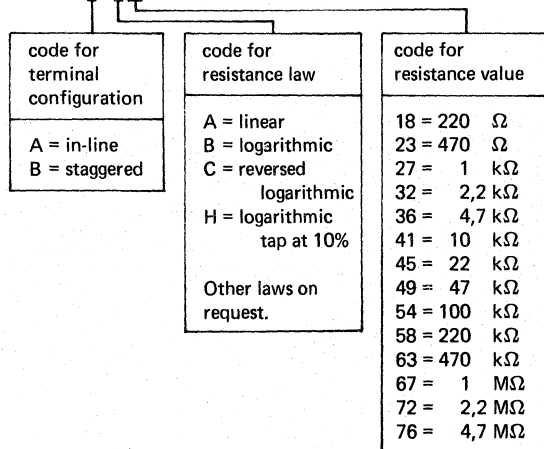 code for
terminal
configuration
A = in-line
B = staggered
code for
resistance law
A = linear
B = logarithmic
C = reversed
logarithmic
H = logarithmic
tap at 10%
Other laws on
request.
code for
resistance value
18 = 220 Ω
23 = 470 Ω
27 = 1 kΩ
32 = 2,2 kΩ
36 = 4,7 kΩ
41 = 10 kΩ
45 = 22 kΩ
49 = 47 kΩ
54 = 100 kΩ
58 = 220 kΩ
63 = 470 kΩ
67 = 1 MΩ
72 = 2,2 MΩ
76 = 4,7 MΩ